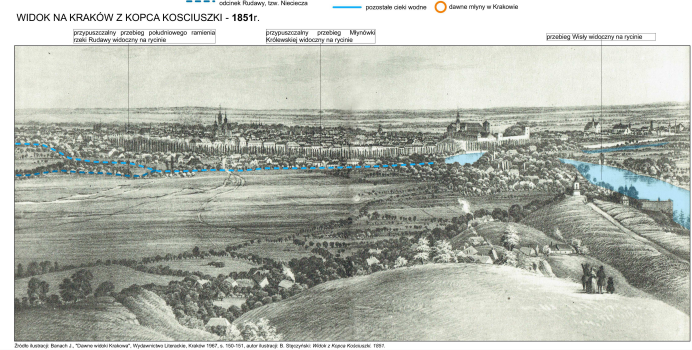 odcinek Rudawy, tzw. Nieciecza
pozostałe cieki wodne
dawne młyny w Krakowie
WIDOK NA KRAKÓW Z KOPCA KOSCIUSZKI - 1851r.
przypuszczalny przebieg południowego ramienia
rzeki Rudawy widoczny na rycinie
przypuszczalny przebieg Młynówki
Królewskiej widoczny na rycinie
przebieg Wisły widoczny na rycinie
Źródło ilustracji: Banach J., "Dawne widoki Krakowa". Wydawnictwo Literackie, Kraków 1967, s. 150-151, autor ilustracji: B. Stęczyński: Widok z Kopca Kościuszki 1851.